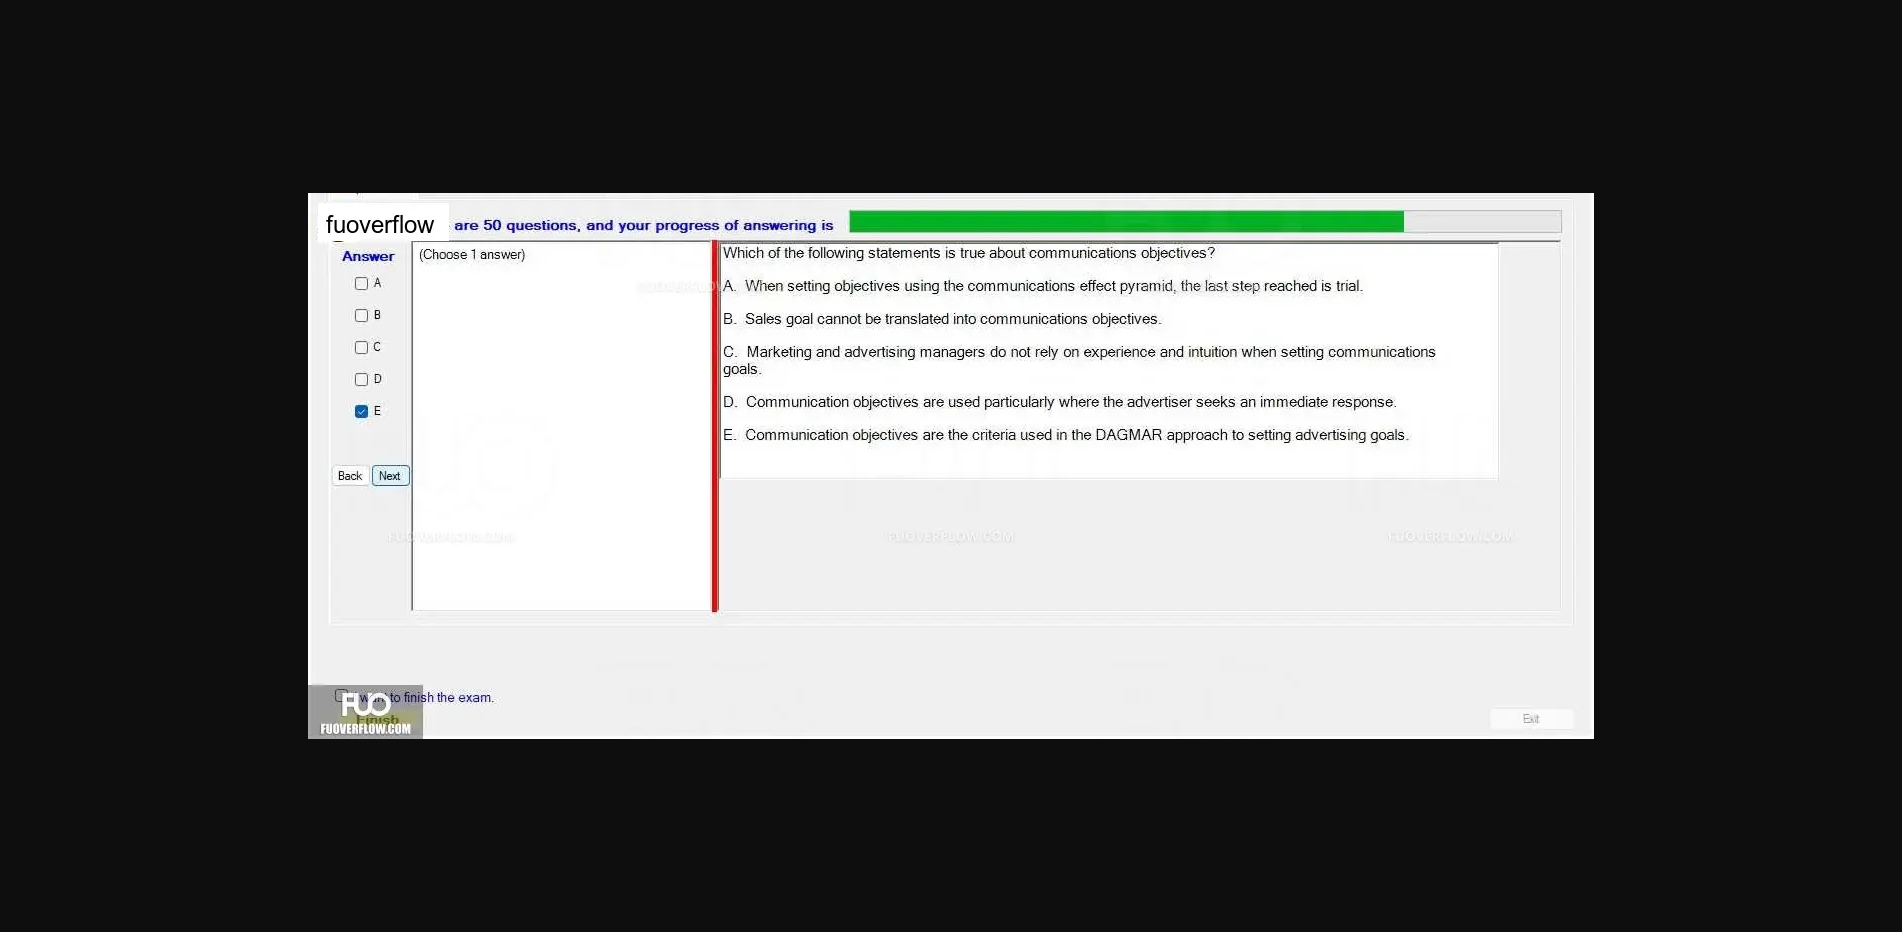 fuoverflow are 50 questions, and your progress of answering is
Answer
(Choose 1 answer)
A
B
C
D
E
Back Next
Which of the following statements is true about communications objectives?
A. When setting objectives using the communications effect pyramid, the last step reached is trial.
B. Sales goal cannot be translated into communications objectives.
C. Marketing and advertising managers do not rely on experience and intuition when setting communications
goals.
D. Communication objectives are used particularly where the advertiser seeks an immediate response.
E. Communication objectives are the criteria used in the DAGMAR approach to setting advertising goals.
FUOVERFLOW.COM
FUOVERFLOW.COM
FUOVERFLOW.COM
I want to finish the exam.
FUO
Finish
FUOVERFLOW.COM
Exit